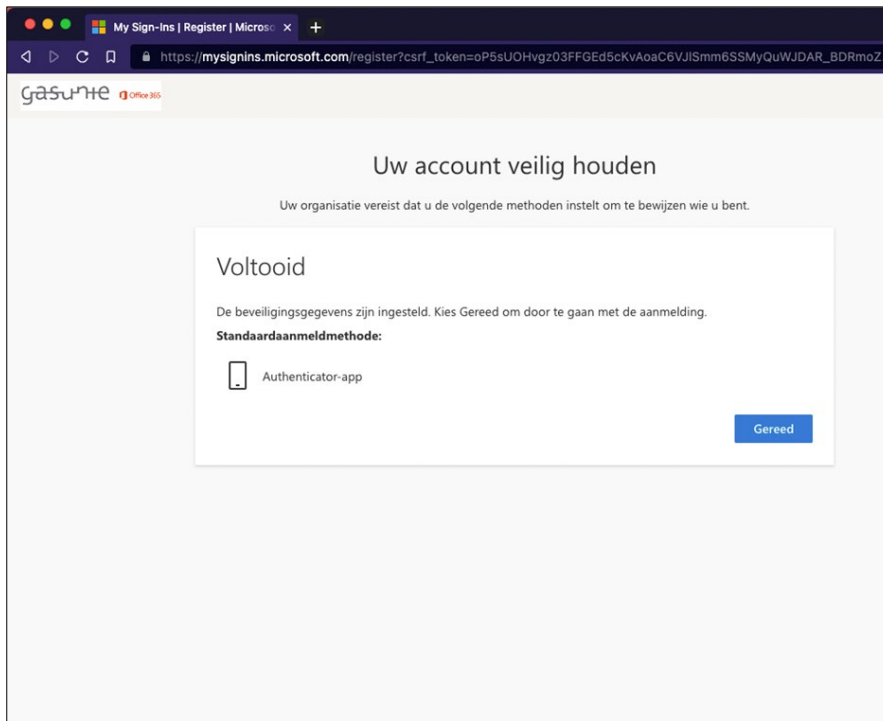 My Sign-Ins | Register | Microso
https://mysignins.microsoft.com/register?csrf_token=oP5sUOHvgz03FFGEd5cKvAoaC6VJlSmm6SSMyQuWJDAR_BDRmoZ
gasunie Office 365
Uw account veilig houden
Uw organisatie vereist dat u de volgende methoden instelt om te bewijzen wie u bent.
Voltooid
De beveiligingsgegevens zijn ingesteld. Kies Gereed om door te gaan met de aanmelding.
Standaardaanmeldmethode:
Authenticator-app
Gereed